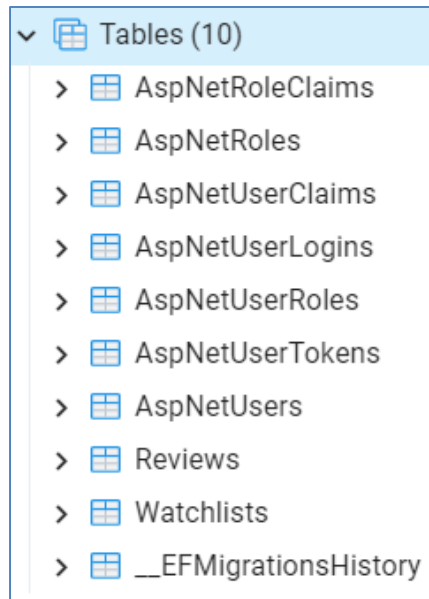 Tables (10)
AspNetRoleClaims
AspNetRoles
AspNetUserClaims
AspNetUserLogins
AspNetUserRoles
AspNetUserTokens
AspNetUsers
Reviews
Watchlists
__EFMigrationsHistory